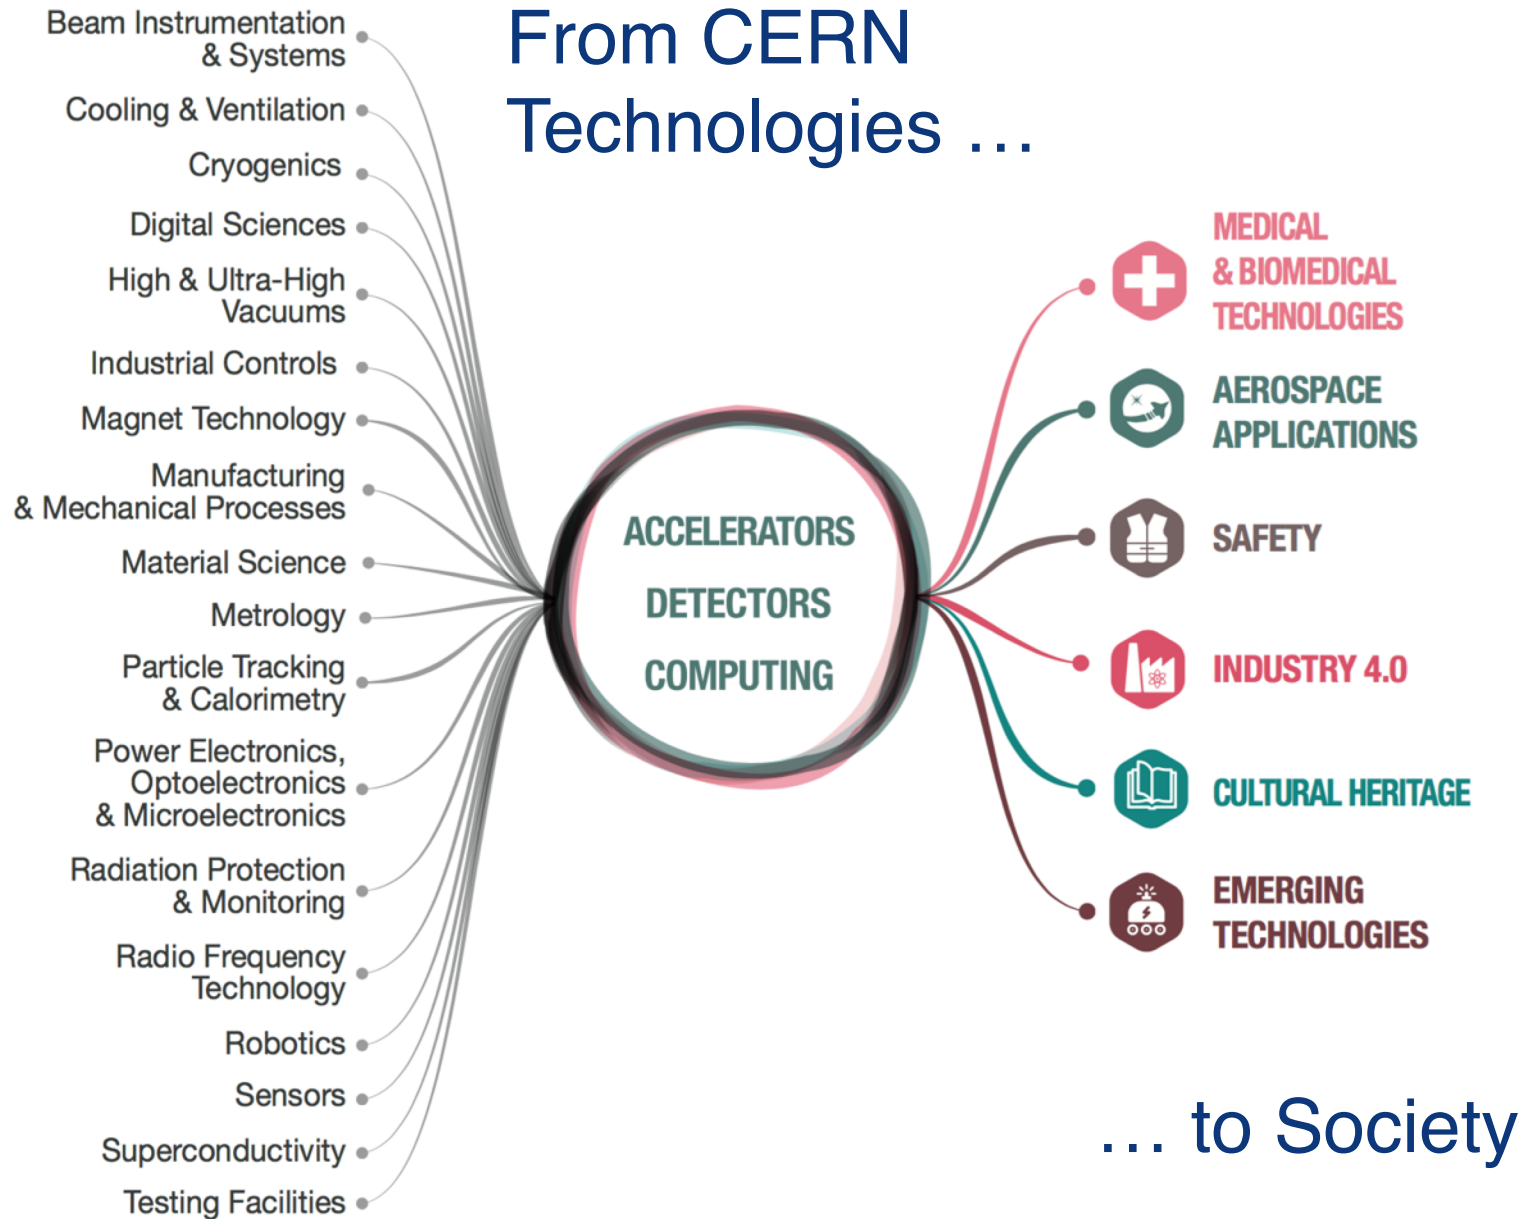 From CERN
Technologies …
Beam Instrumentation
& Systems
Cooling & Ventilation
Cryogenics
Digital Sciences
High & Ultra-High
Vacuums
Industrial Controls
Magnet Technology
Manufacturing
& Mechanical Processes
Material Science
Metrology
Particle Tracking
& Calorimetry
Power Electronics,
Optoelectronics
& Microelectronics
Radiation Protection
& Monitoring
Radio Frequency
Technology
Robotics
Sensors
Superconductivity
Testing Facilities
ACCELERATORS
DETECTORS
COMPUTING
MEDICAL
& BIOMEDICAL
TECHNOLOGIES
AEROSPACE
APPLICATIONS
SAFETY
INDUSTRY 4.0
CULTURAL HERITAGE
EMERGING
TECHNOLOGIES
… to Society